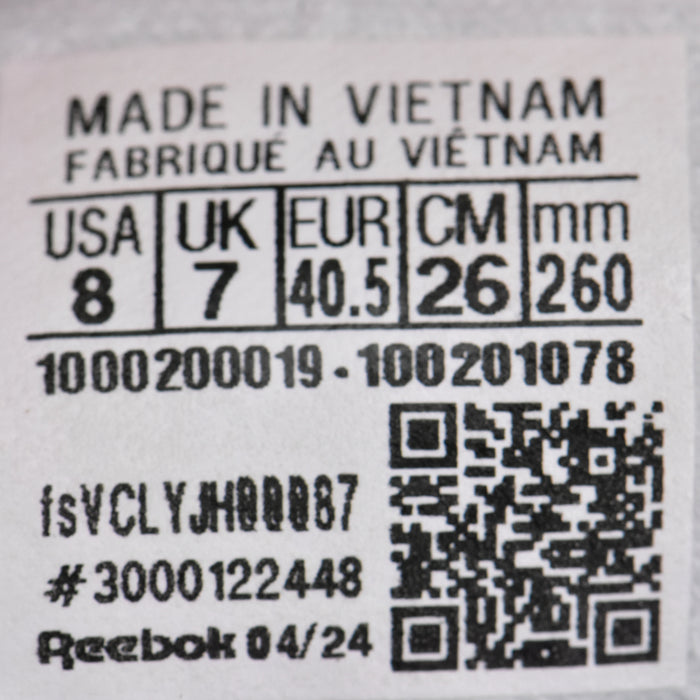 MADE IN VIETNAM
FABRIQUÉ AU VIÊTNAM
USA UK EUR CM mm
8 7 40.5 26 260
1000200019-100201078
fsVCLYJH00087
#3000122448
Reebok 04/24